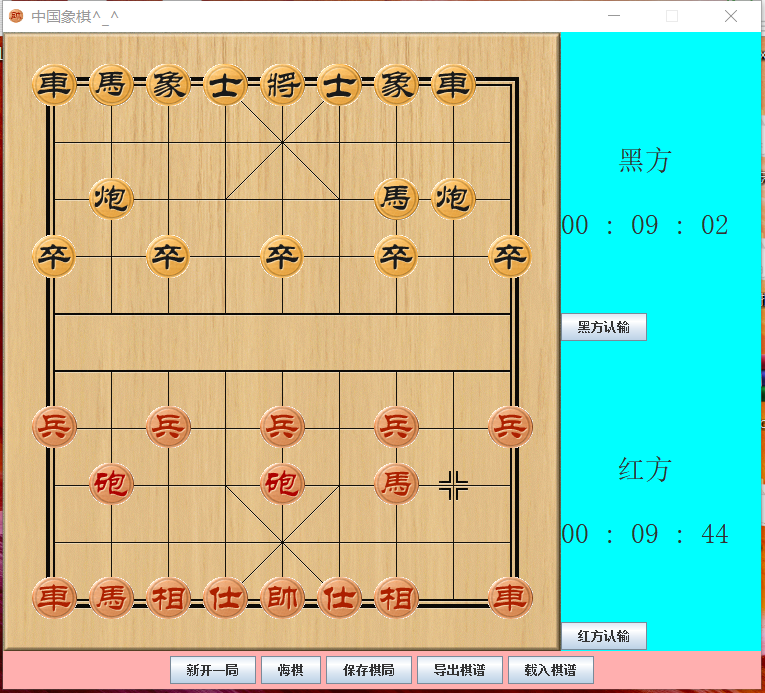 中国象棋^_^
車馬象士將士象車
黑方
炮馬炮
00 : 09 : 02
卒卒卒卒卒
黑方认输
兵兵兵兵兵
红方
砲砲馬
00 : 09 : 44
車馬相仕帥仕相車
红方认输
新开一局 悔棋 保存棋局 导出棋谱 载入棋谱